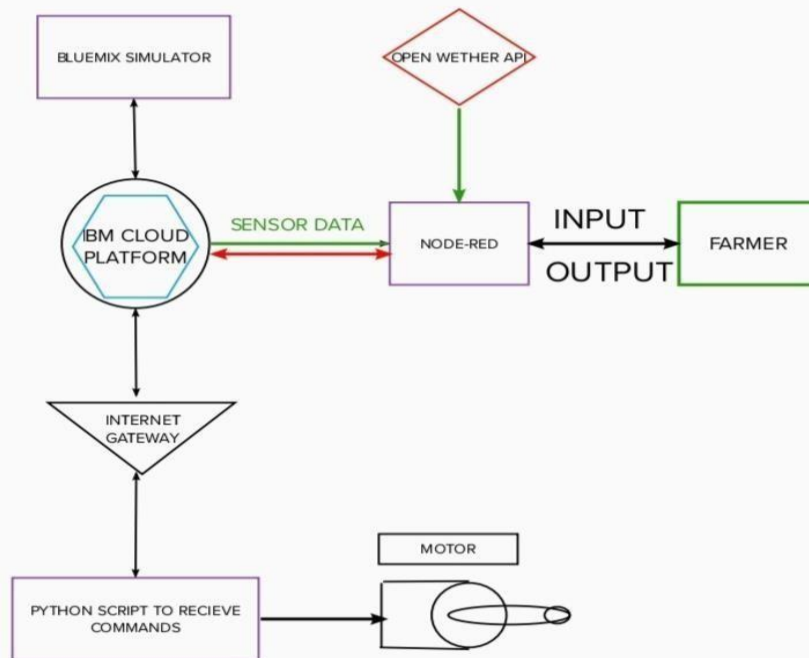 BLUEMIX SIMULATOR
OPEN WETHER API
IBM CLOUD
PLATFORM
SENSOR DATA
NODE-RED
INPUT
OUTPUT
FARMER
INTERNET
GATEWAY
MOTOR
PYTHON SCRIPT TO RECIEVE
COMMANDS